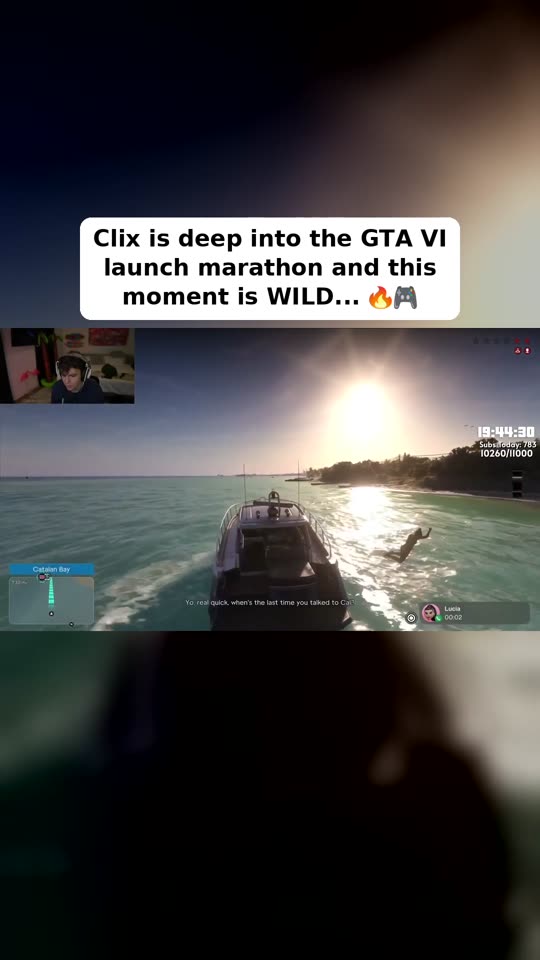 Clix is deep into the GTA VI
launch marathon and this
moment is WILD... 🔥🎮
19:44:30
Subs Today: 783
10260/11000
Catalan Bay
Yo, real quick, when's the last time you talked to Cal?
Lucia
00:02